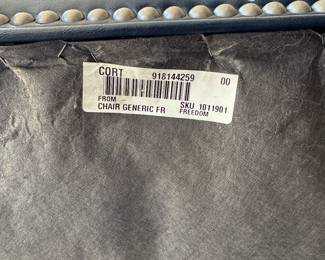 CORT 918144259 00
FROM
CHAIR GENERIC FR SKU 1011901
FREEDOM